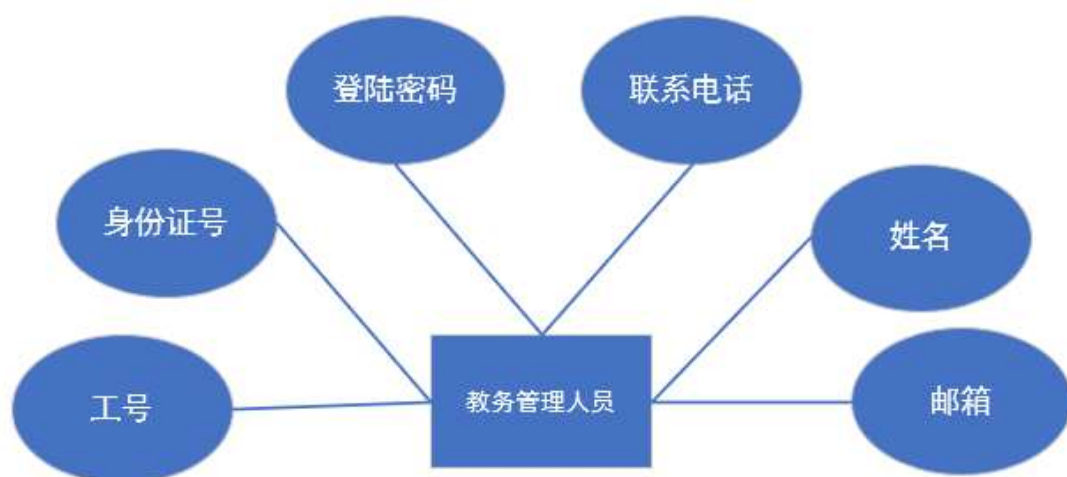 登陆密码
联系电话
身份证号
姓名
工号
教务管理人员
邮箱